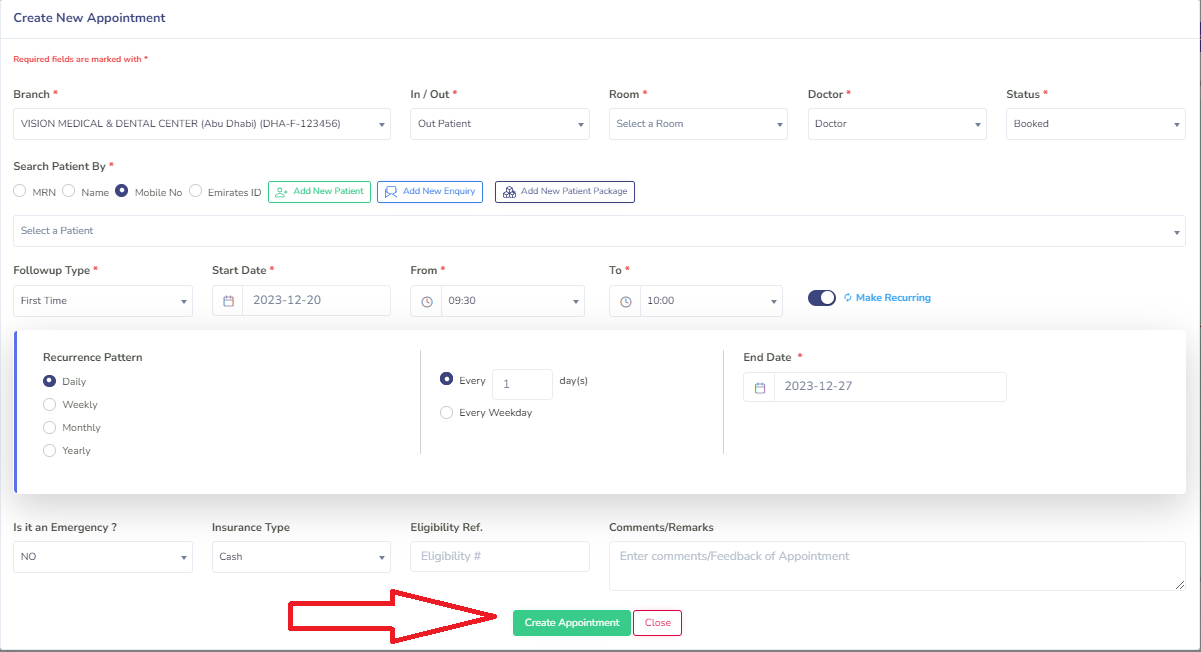 Create New Appointment
Required fields are marked with *
Branch * In / Out * Room * Doctor * Status *
VISION MEDICAL & DENTAL CENTER (Abu Dhabi) (DHA-F-123456) Out Patient Select a Room Doctor Booked
Search Patient By *
MRN Name Mobile No Emirates ID Add New Patient Add New Enquiry Add New Patient Package
Select a Patient
Followup Type * Start Date * From * To *
First Time 2023-12-20 09:30 10:00 Make Recurring
Recurrence Pattern End Date *
Daily Every 1 day(s) 2023-12-27
Weekly Every Weekday
Monthly
Yearly
Is it an Emergency ? Insurance Type Eligibility Ref. Comments/Remarks
NO Cash Eligibility # Enter comments/Feedback of Appointment
Create Appointment Close